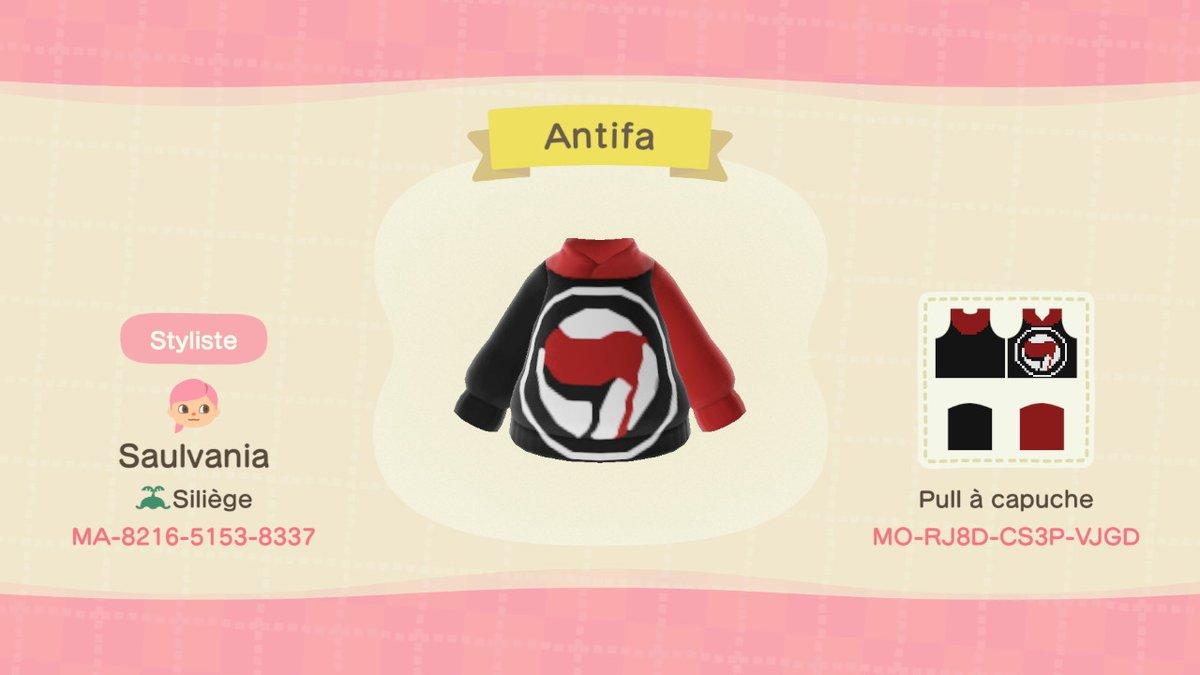 Antifa
Styliste
Saulvania
Siliège
MA-8216-5153-8337
Pull à capuche
MO-RJ8D-CS3P-VJGD